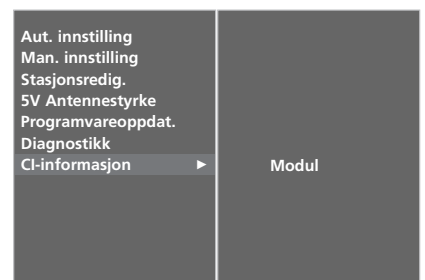 Aut. innstilling
Man. innstilling
Stasjonsredig.
5V Antennestyrke
Programvareoppdat.
Diagnostikk
CI-informasjon ►
Modul